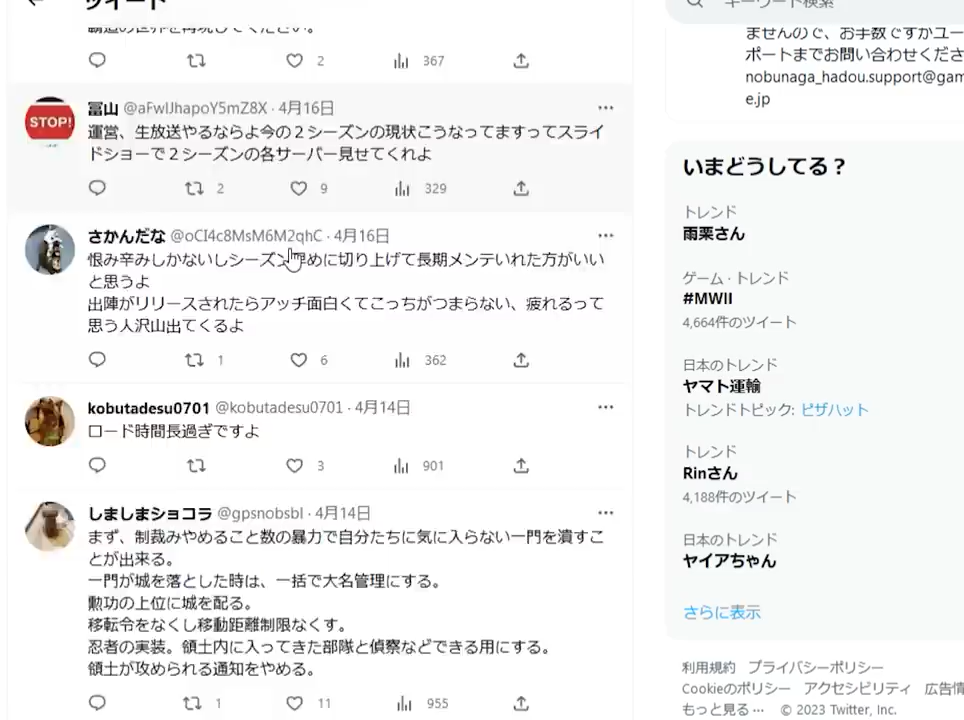 ツイート
覇道の世界を再現してください。
2 367
冨山 @aFwIJhapoY5mZ8X · 4月16日
運営、生放送やるならよ今の２シーズンの現状こうなってますってスライ
ドショーで２シーズンの各サーバー見せてくれよ
2 9 329
さかんだな @oCI4c8MsM6M2qhC · 4月16日
恨み辛みしかないしシーズン早めに切り上げて長期メンテいれた方がいい
と思うよ
出陣がリリースされたらアッチ面白くてこっちがつまらない、疲れるって
思う人沢山出てくるよ
1 6 362
kobutadesu0701 @kobutadesu0701 · 4月14日
ロード時間長過ぎですよ
3 901
しましまショコラ @gpsnobsbl · 4月14日
まず、制裁みやめること数の暴力で自分たちに気に入らない一門を潰すこ
とが出来る。
一門が城を落とした時は、一括で大名管理にする。
勲功の上位に城を配る。
移転令をなくし移動距離制限なくす。
忍者の実装。領土内に入ってきた部隊と偵察などできる用にする。
領土が攻められる通知をやめる。
1 11 955
STOP!
キーワード検索
ませんので、お手数ですがユー
ポートまでお問い合わせくださ
nobunaga_hadou.support@gam
e.jp
いまどうしてる？
トレンド
雨栗さん
ゲーム · トレンド
#MWII
4,664件のツイート
日本のトレンド
ヤマト運輸
トレンドトピック: ピザハット
トレンド
Rinさん
4,188件のツイート
日本のトレンド
ヤイアちゃん
さらに表示
利用規約 プライバシーポリシー
Cookieのポリシー アクセシビリティ 広告情
もっと見る… © 2023 Twitter, Inc.